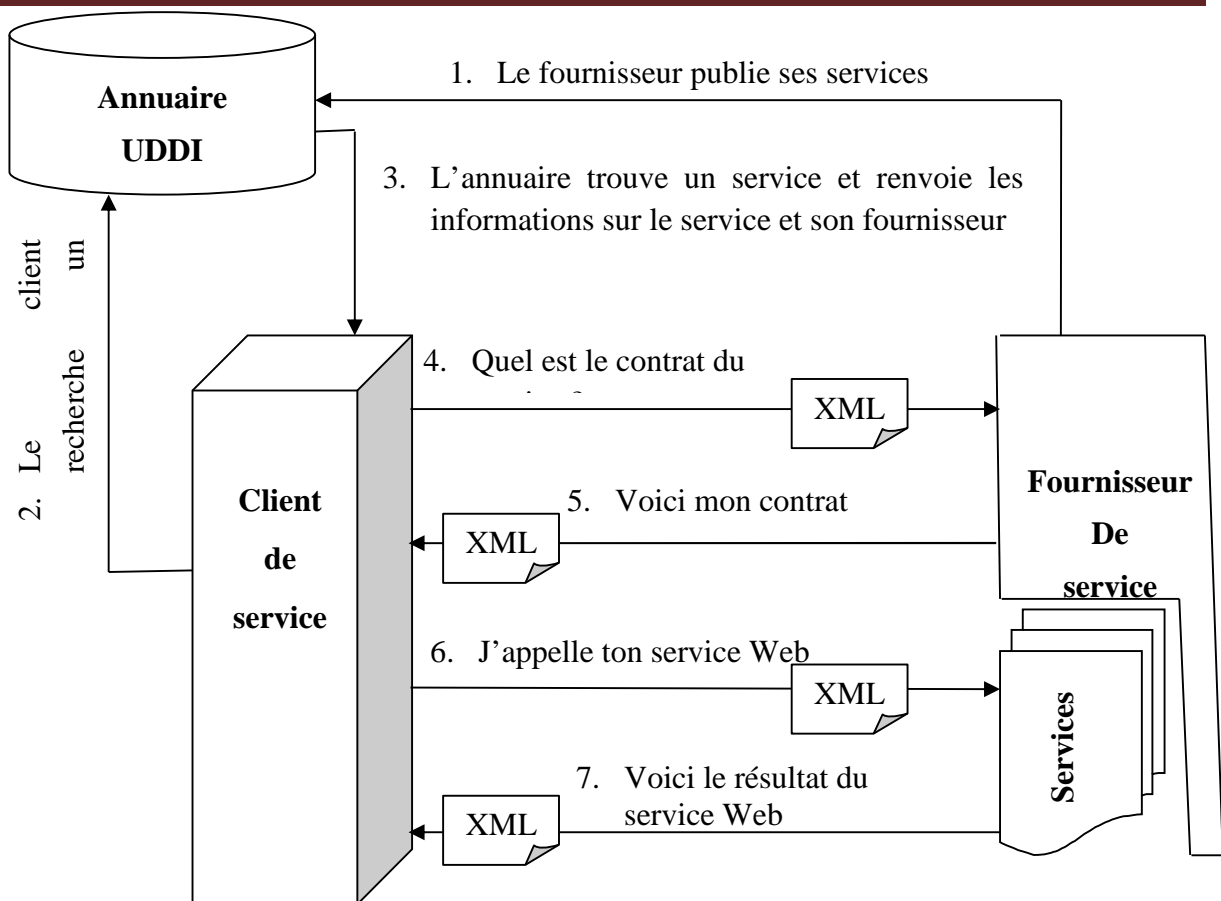 Annuaire
UDDI
1. Le fournisseur publie ses services
3. L’annuaire trouve un service et renvoie les
informations sur le service et son fournisseur
2. Le client
recherche un
4. Quel est le contrat du
XML
Client
de
service
5. Voici mon contrat
XML
Fournisseur
De
service
6. J’appelle ton service Web
XML
Services
7. Voici le résultat du
service Web
XML